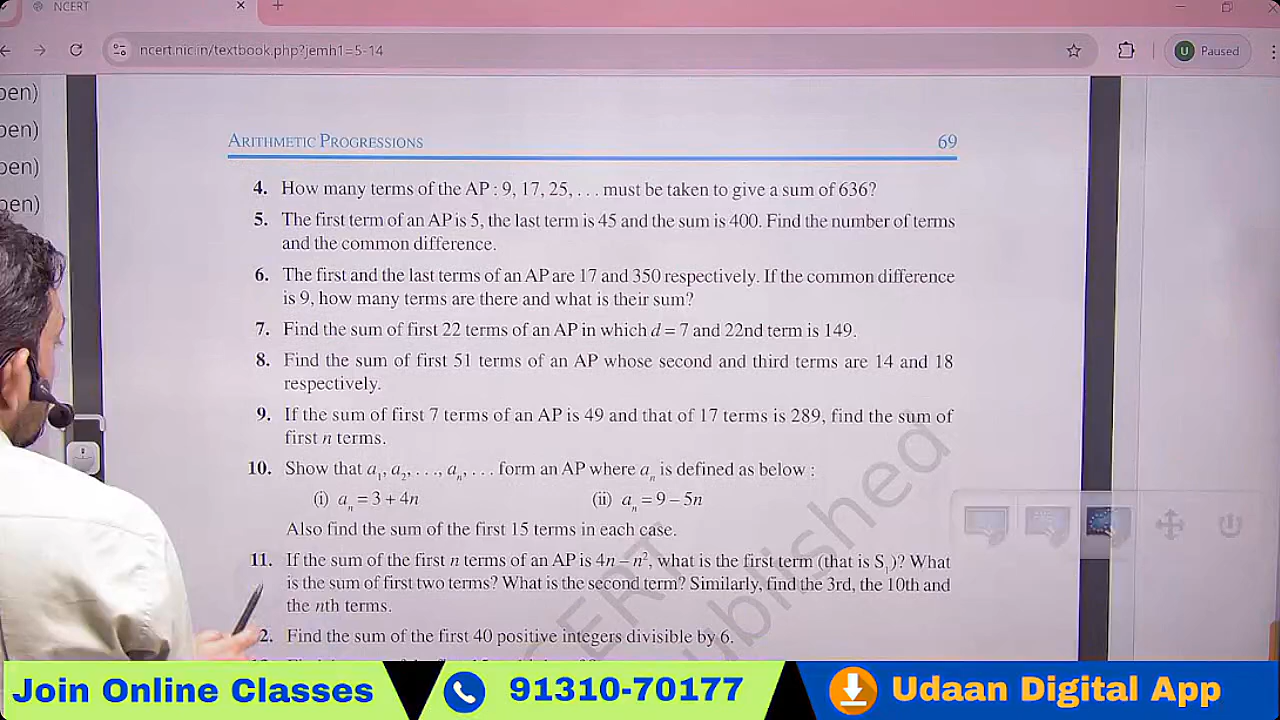 NCERT
ncert.nic.in/textbook.php?jemh1=5-14
U Paused
pen)
pen)
pen)
pen)
ARITHMETIC PROGRESSIONS 69
4. How many terms of the AP : 9, 17, 25, . . . must be taken to give a sum of 636?
5. The first term of an AP is 5, the last term is 45 and the sum is 400. Find the number of terms
and the common difference.
6. The first and the last terms of an AP are 17 and 350 respectively. If the common difference
is 9, how many terms are there and what is their sum?
7. Find the sum of first 22 terms of an AP in which d = 7 and 22nd term is 149.
8. Find the sum of first 51 terms of an AP whose second and third terms are 14 and 18
respectively.
9. If the sum of first 7 terms of an AP is 49 and that of 17 terms is 289, find the sum of
first n terms.
10. Show that a₁, a₂, . . ., aₙ, . . . form an AP where aₙ is defined as below :
(i) aₙ = 3 + 4n (ii) aₙ = 9 – 5n
Also find the sum of the first 15 terms in each case.
11. If the sum of the first n terms of an AP is 4n – n², what is the first term (that is S₁)? What
is the sum of first two terms? What is the second term? Similarly, find the 3rd, the 10th and
the nth terms.
2. Find the sum of the first 40 positive integers divisible by 6.
Join Online Classes 91310-70177 Udaan Digital App